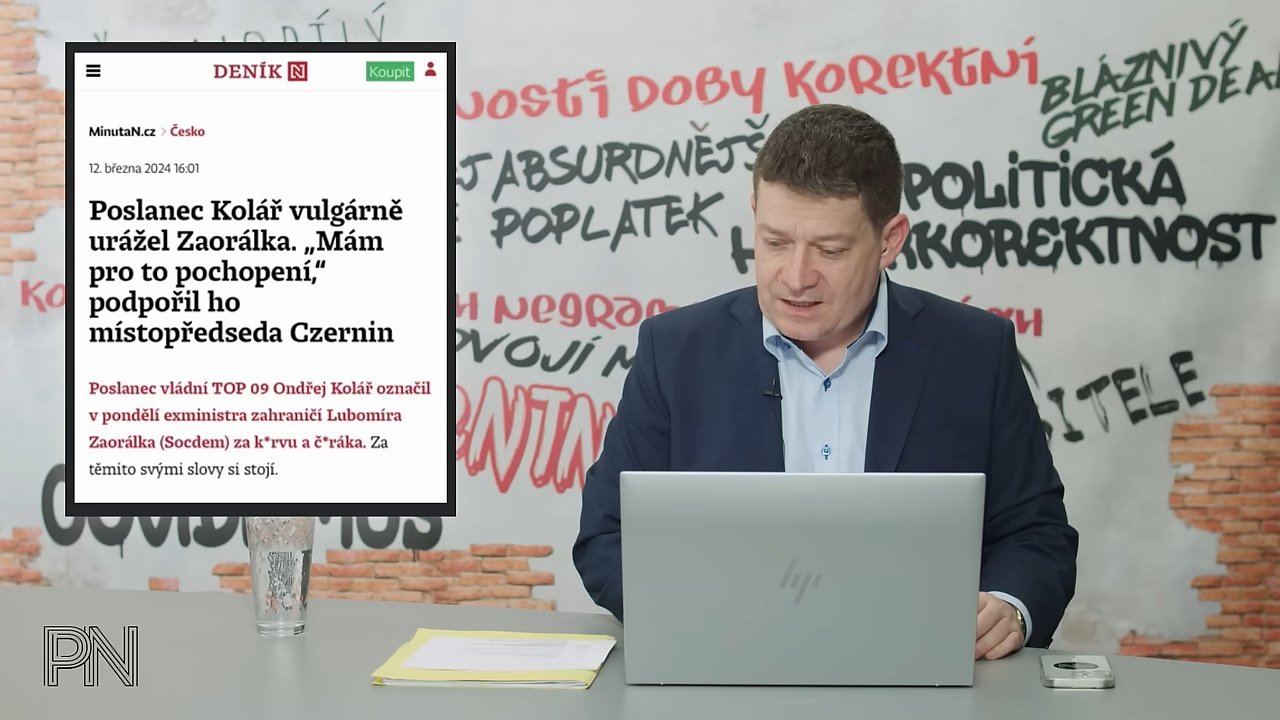 DENÍK N
Koupit
MinutaN.cz > Česko
12. března 2024 16:01
Poslanec Kolář vulgárně
urážel Zaorálka. „Mám
pro to pochopení,“
podpořil ho
místopředseda Czernin
Poslanec vládní TOP 09 Ondřej Kolář označil
v pondělí exministra zahraničí Lubomíra
Zaorálka (Socdem) za k*rvu a č*ráka. Za
těmito svými slovy si stojí.
DOBY KOREKTNÍ
BLÁZNIVÝ
GREEN DEA
ABSURDNĚJŠ
POPLATEK
POLITICKÁ
KOREKTNOST
hp
PN